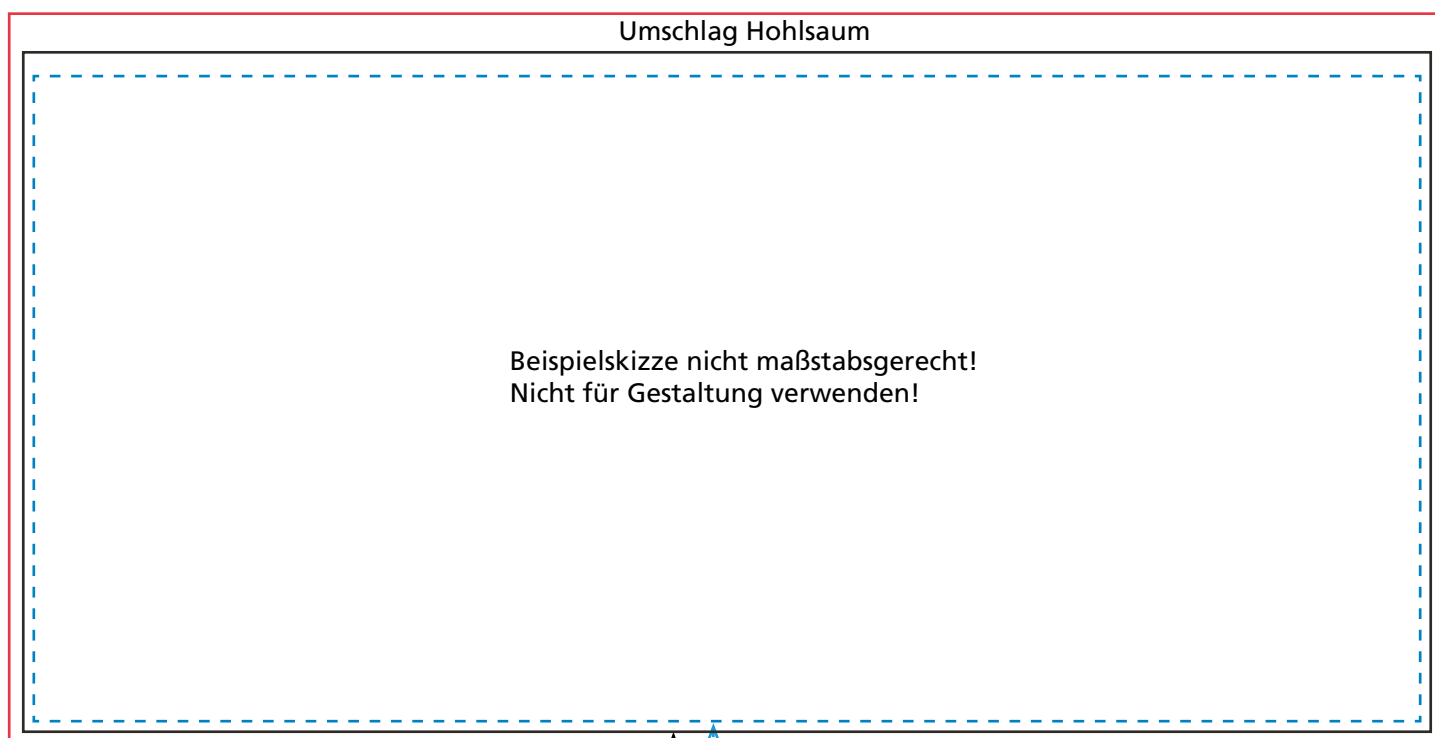 Umschlag Hohlsaum
Beispielskizze nicht maßstabsgerecht!
Nicht für Gestaltung verwenden!